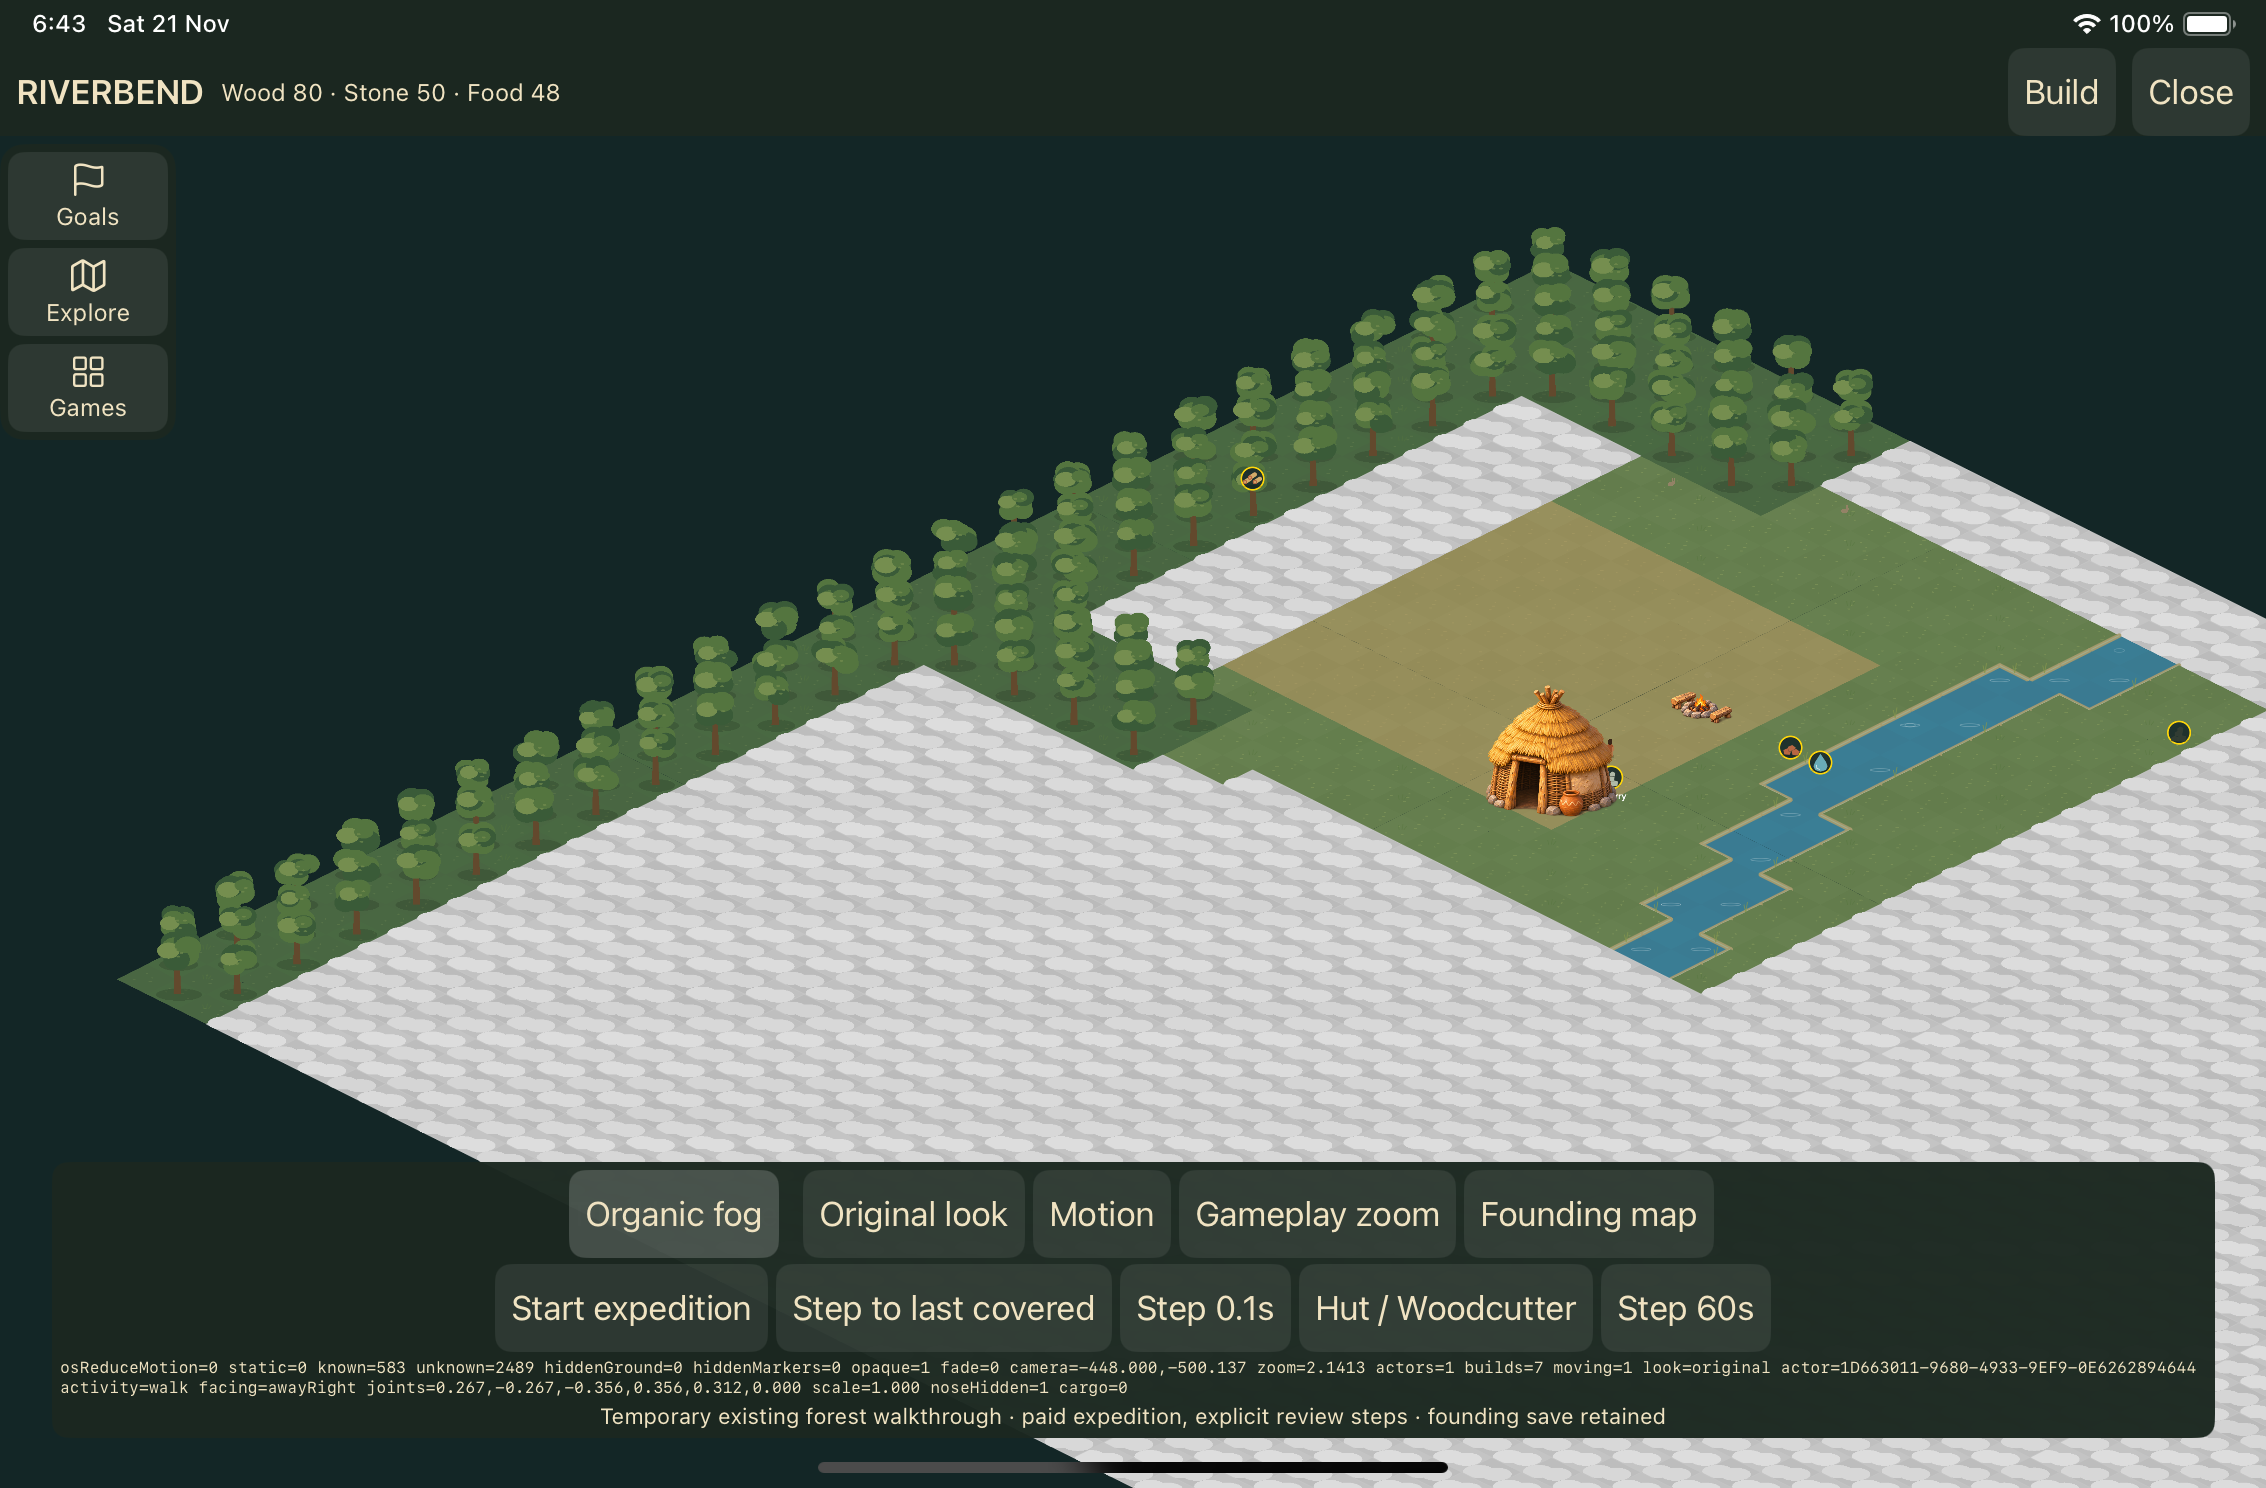 6:43 Sat 21 Nov
100%
RIVERBEND Wood 80 · Stone 50 · Food 48
Build
Close
Goals
Explore
Games
Organic fog
Original look
Motion
Gameplay zoom
Founding map
Start expedition
Step to last covered
Step 0.1s
Hut / Woodcutter
Step 60s
osReduceMotion=0 static=0 known=583 unknown=2489 hiddenGround=0 hiddenMarkers=0 opaque=1 fade=0 camera=−448.000,−500.137 zoom=2.1413 actors=1 builds=7 moving=1 look=original actor=1D663011-9680-4933-9EF9-0E6262894644
activity=walk facing=awayRight joints=0.267,−0.267,−0.356,0.356,0.312,0.000 scale=1.000 noseHidden=1 cargo=0
Temporary existing forest walkthrough · paid expedition, explicit review steps · founding save retained